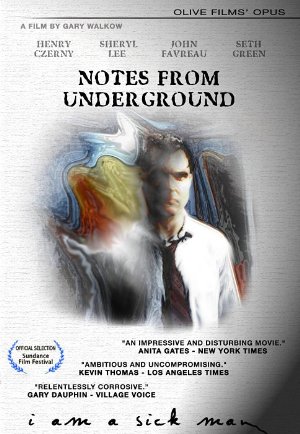 OLIVE FILMS' OPUS
A FILM BY GARY WALKOW
HENRY CZERNY
SHERYL LEE
JOHN FAVREAU
SETH GREEN
NOTES FROM
UNDERGROUND
OFFICIAL SELECTION
Sundance
Film Festival
"AN IMPRESSIVE AND DISTURBING MOVIE."
ANITA GATES - NEW YORK TIMES
"AMBITIOUS AND UNCOMPROMISING."
KEVIN THOMAS - LOS ANGELES TIMES
"RELENTLESSLY CORROSIVE."
GARY DAUPHIN - VILLAGE VOICE
i am a sick man